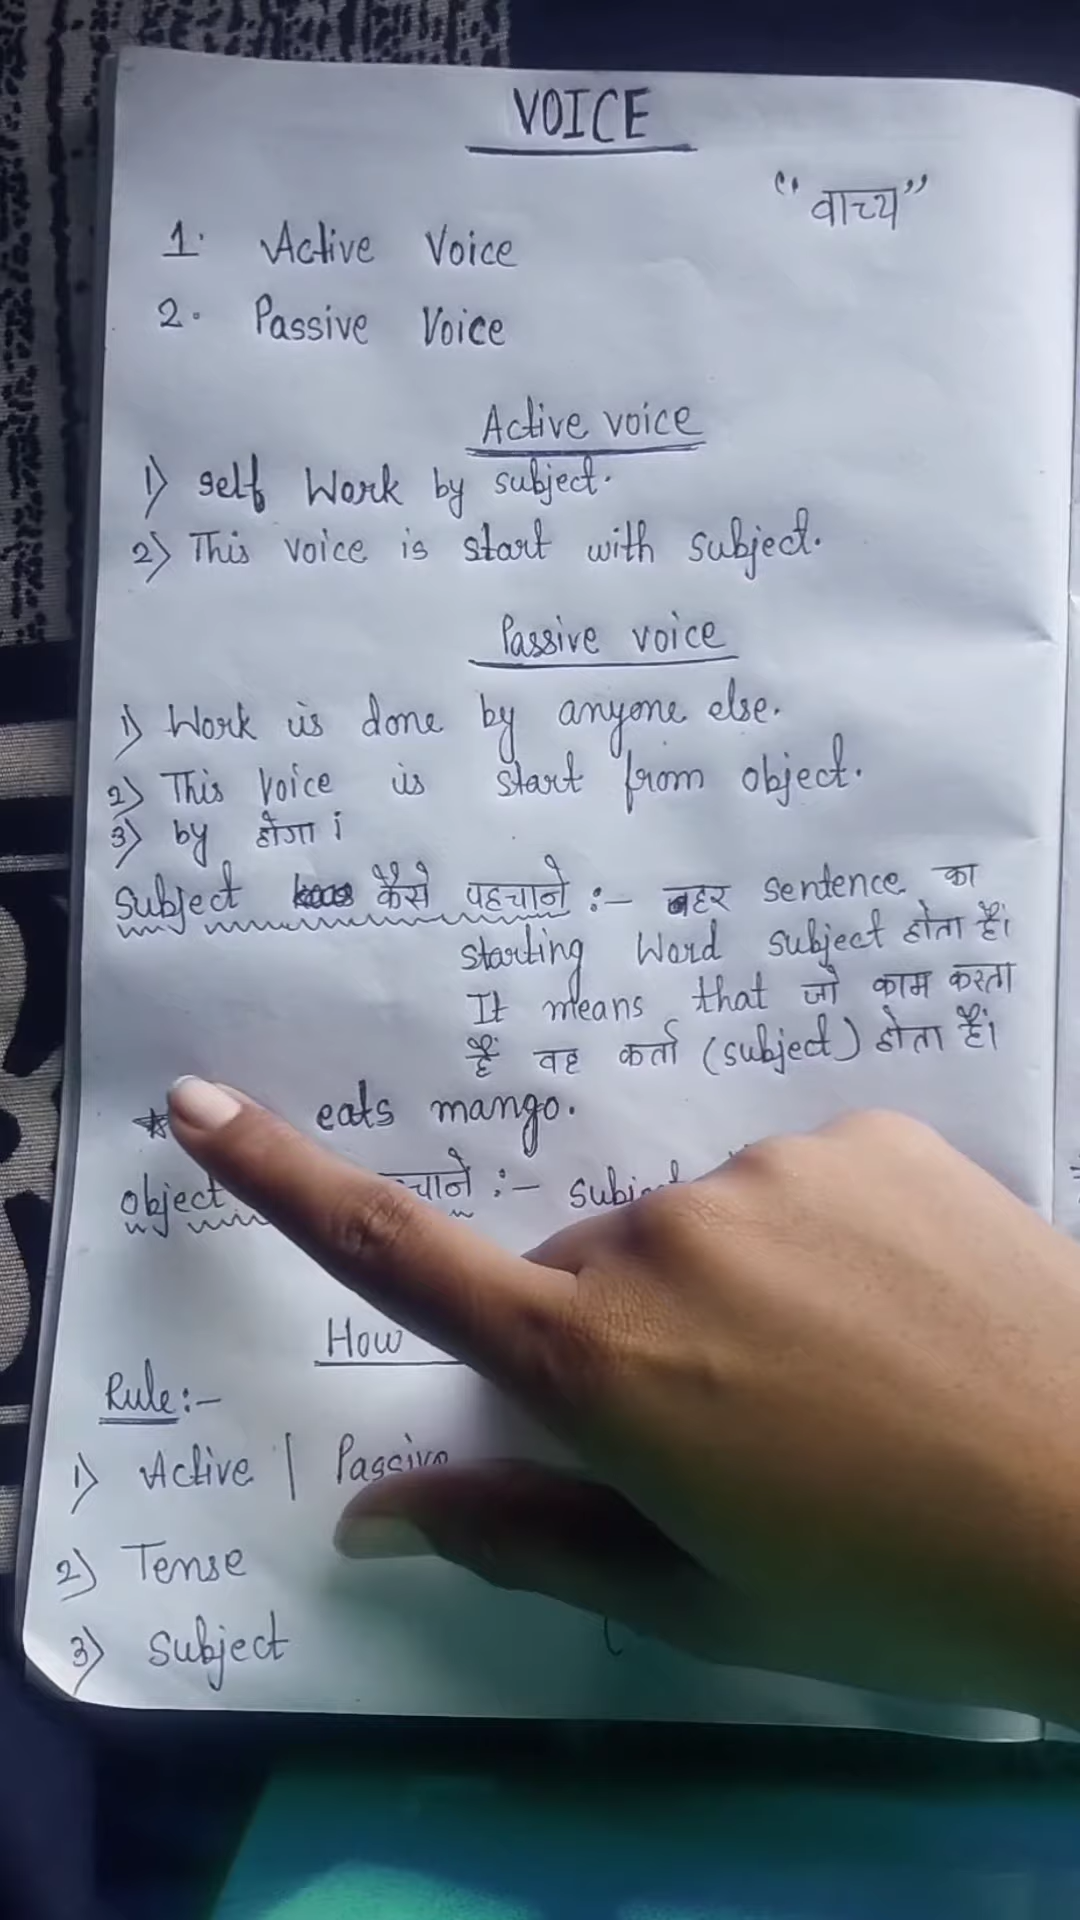 VOICE
"वाच्य"
1. Active Voice
2. Passive Voice
Active voice
1) Self Work by subject.
2) This voice is start with subject.
Passive voice
1) Work is done by anyone else.
2) This Voice is start from object.
3) by होगा।
Subject कैसे पहचाने :- हर sentence का
starting Word subject होता हैं।
It means that जो काम करता
हैं वह कर्ता (subject) होता हैं।
eats mango.
object :-
How
Rule:-
1) Active | Passive
2) Tense
3) Subject